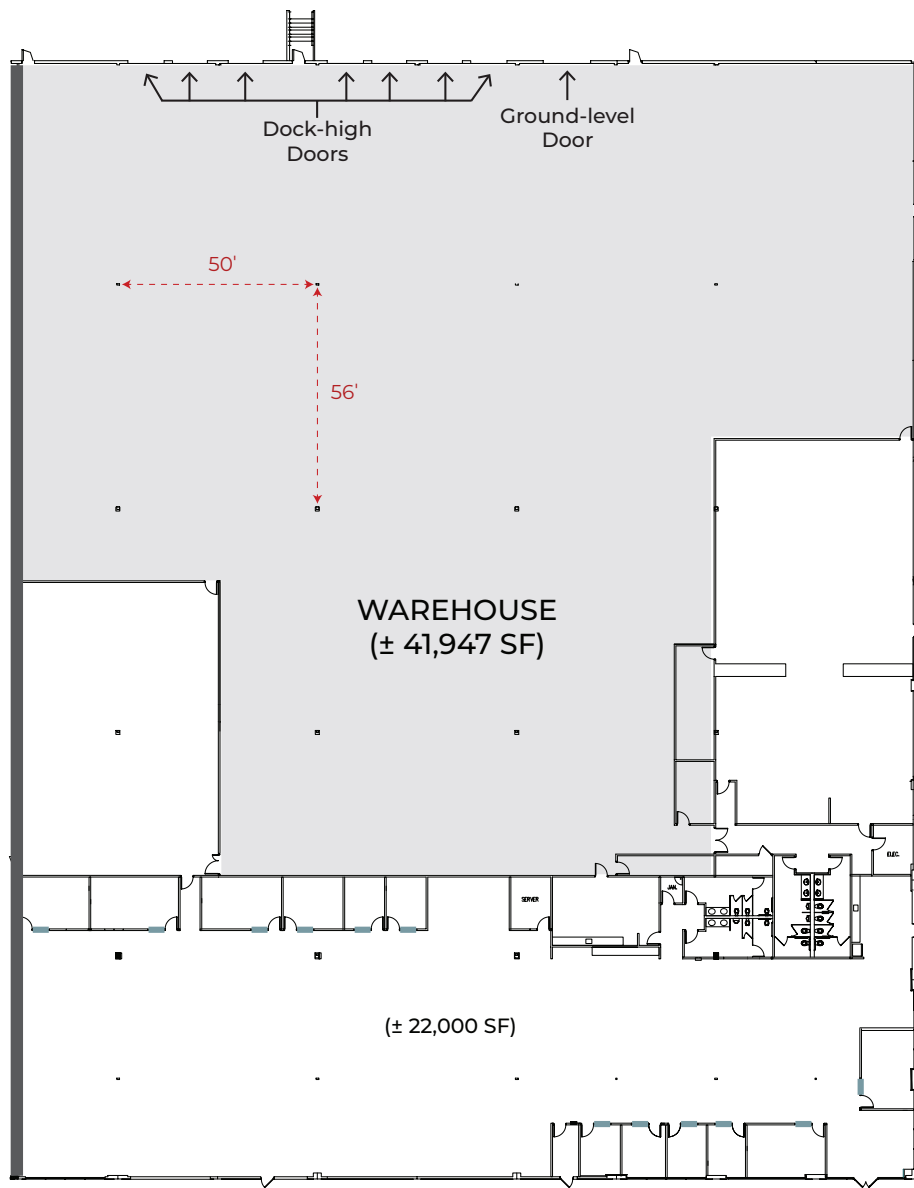 Dock-high
Doors
Ground-level
Door
50'
56'
WAREHOUSE
(± 41,947 SF)
ELEC.
SERVER
JAN.
(± 22,000 SF)